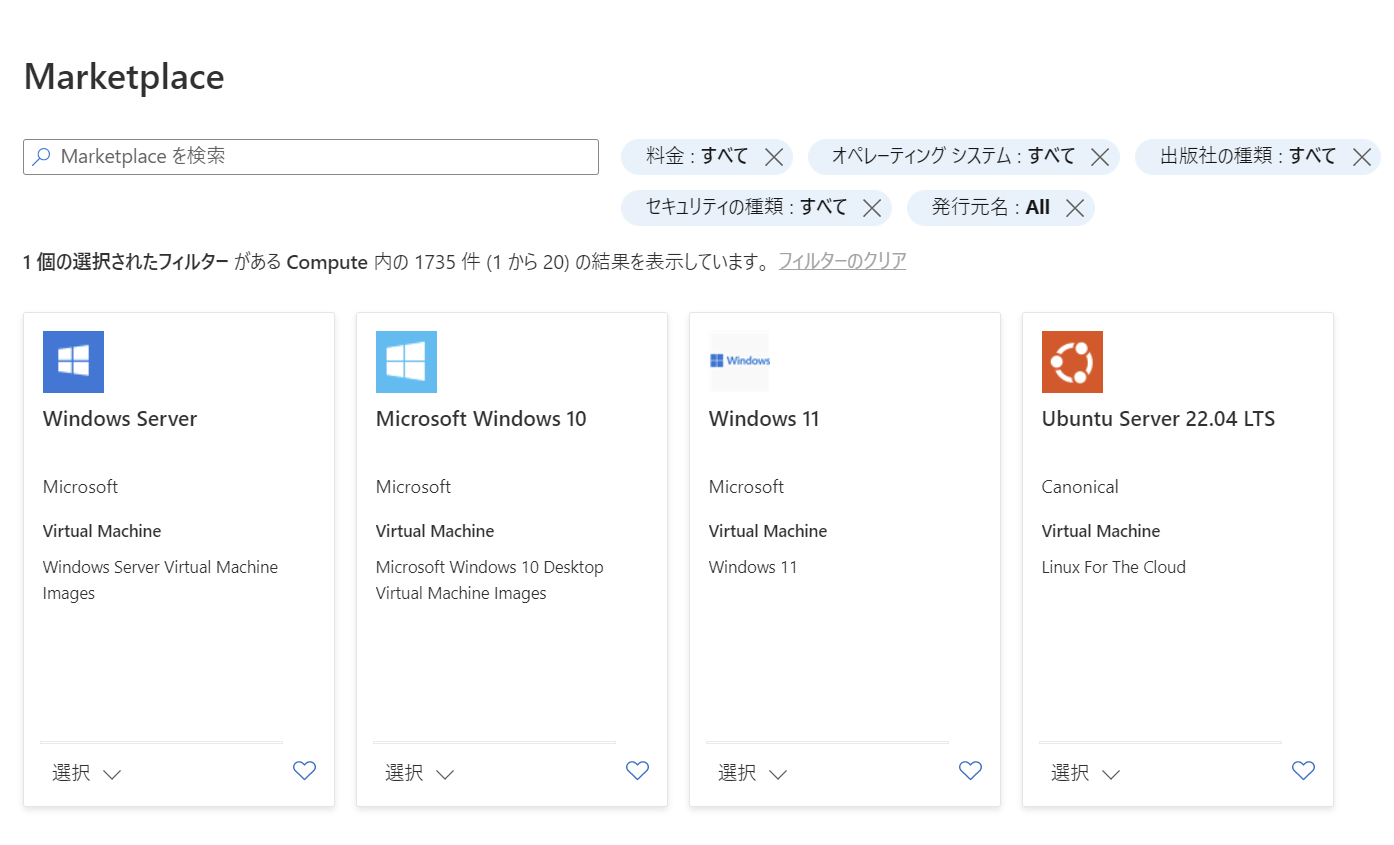 Marketplace
Marketplace を検索
料金 : すべて
オペレーティング システム : すべて
出版社の種類 : すべて
セキュリティの種類 : すべて
発行元名 : All
1 個の選択されたフィルター がある Compute 内の 1735 件 (1 から 20) の結果を表示しています。 フィルターのクリア
Windows Server
Microsoft
Virtual Machine
Windows Server Virtual Machine
Images
選択
Microsoft Windows 10
Microsoft
Virtual Machine
Microsoft Windows 10 Desktop
Virtual Machine Images
選択
Windows
Windows 11
Microsoft
Virtual Machine
Windows 11
選択
Ubuntu Server 22.04 LTS
Canonical
Virtual Machine
Linux For The Cloud
選択